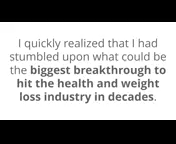 I quickly realized that I had
stumbled upon what could be
the biggest breakthrough to
hit the health and weight
loss industry in decades.